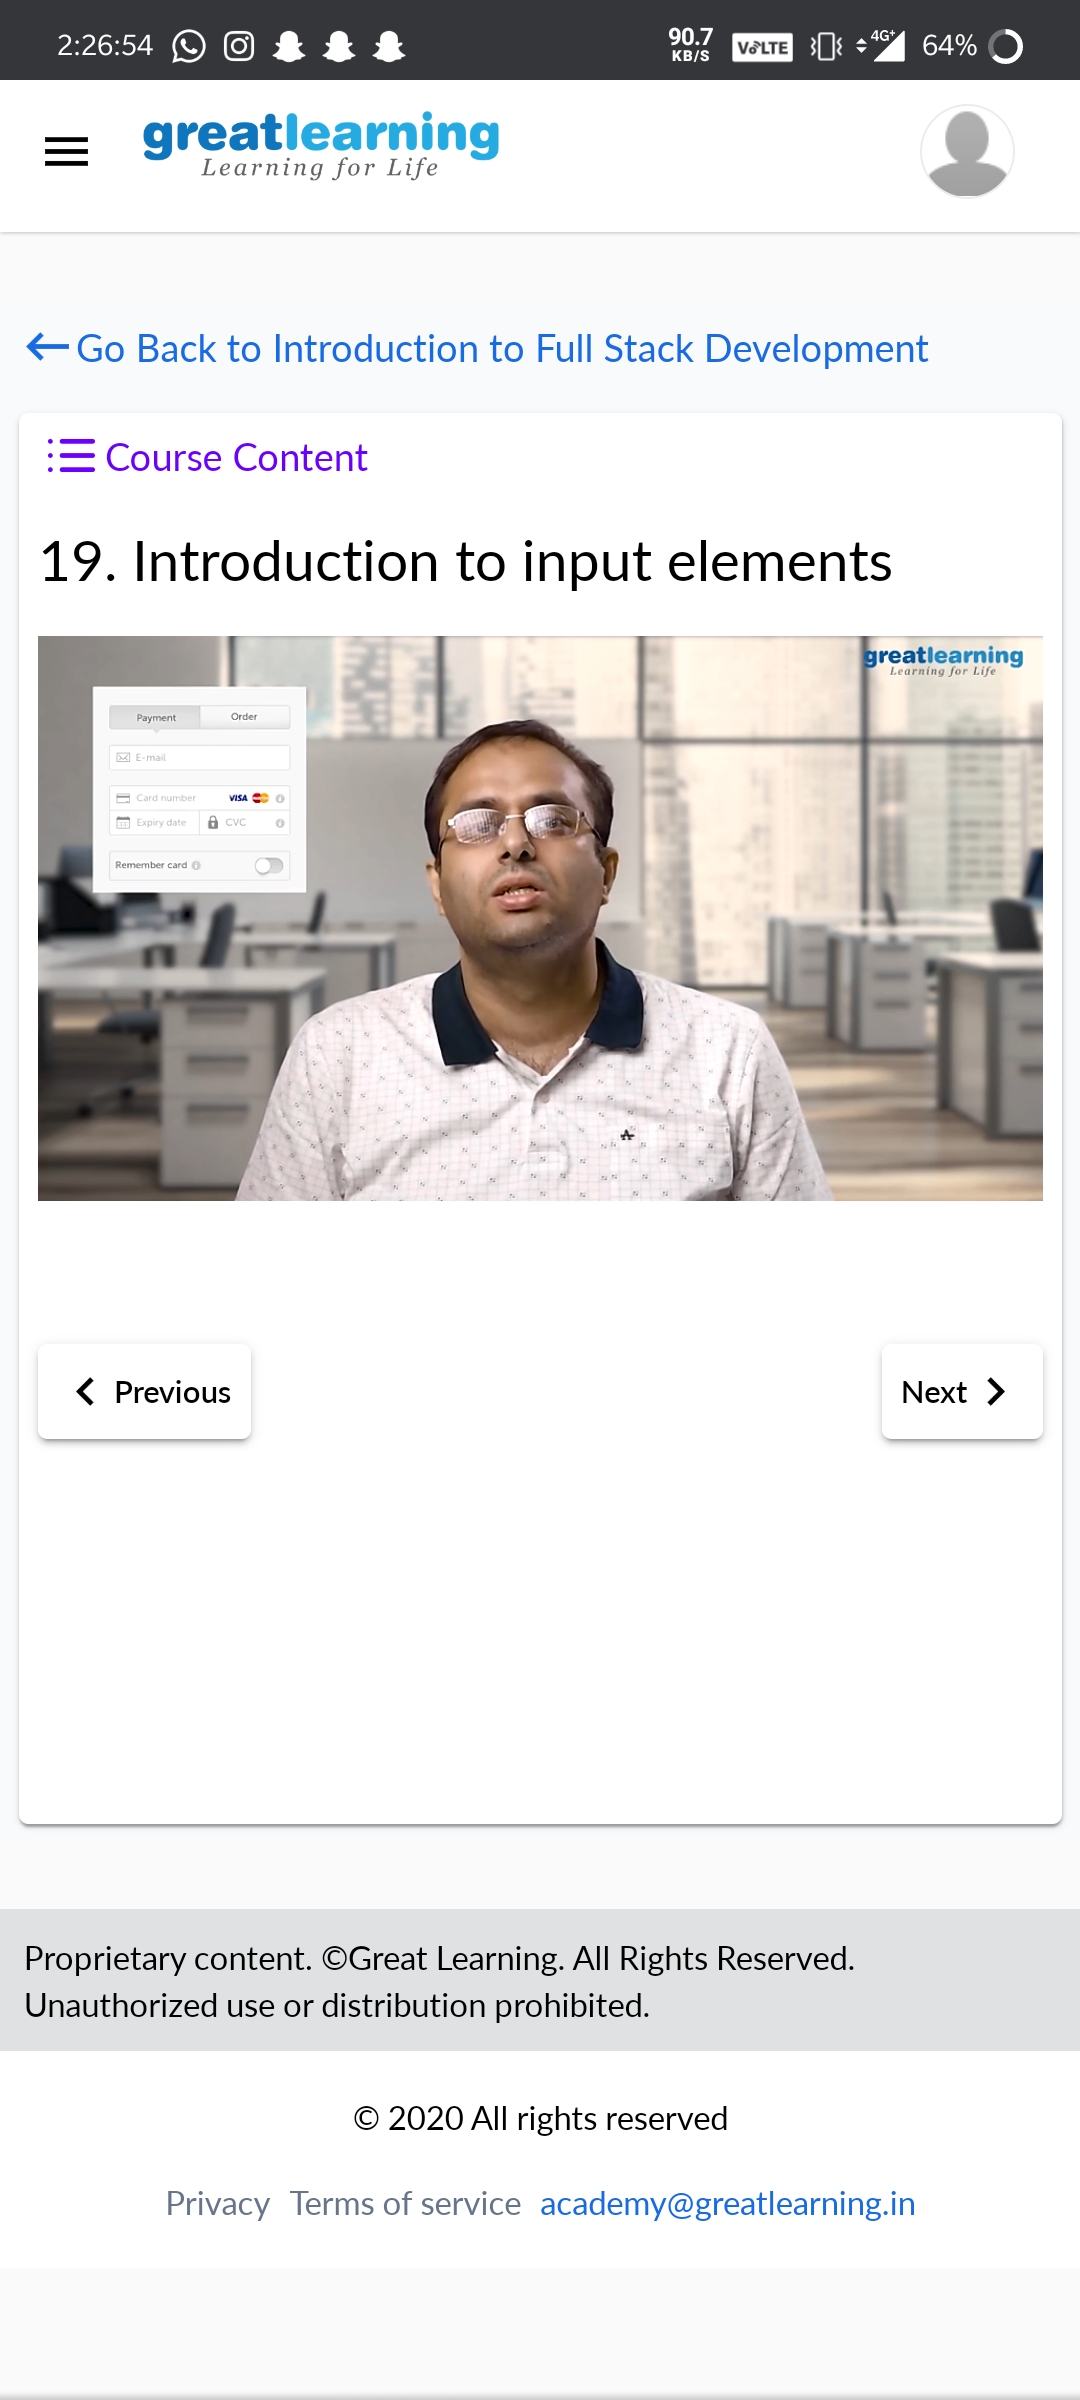 2:26:54
90.7 KB/S VoLTE 4G+ 64%
greatlearning
Learning for Life
Go Back to Introduction to Full Stack Development
Course Content
19. Introduction to input elements
greatlearning
Learning for Life
Payment Order
E-mail
Card number VISA
Expiry date CVC
Remember card
Previous Next
Proprietary content. ©Great Learning. All Rights Reserved.
Unauthorized use or distribution prohibited.
© 2020 All rights reserved
Privacy Terms of service academy@greatlearning.in